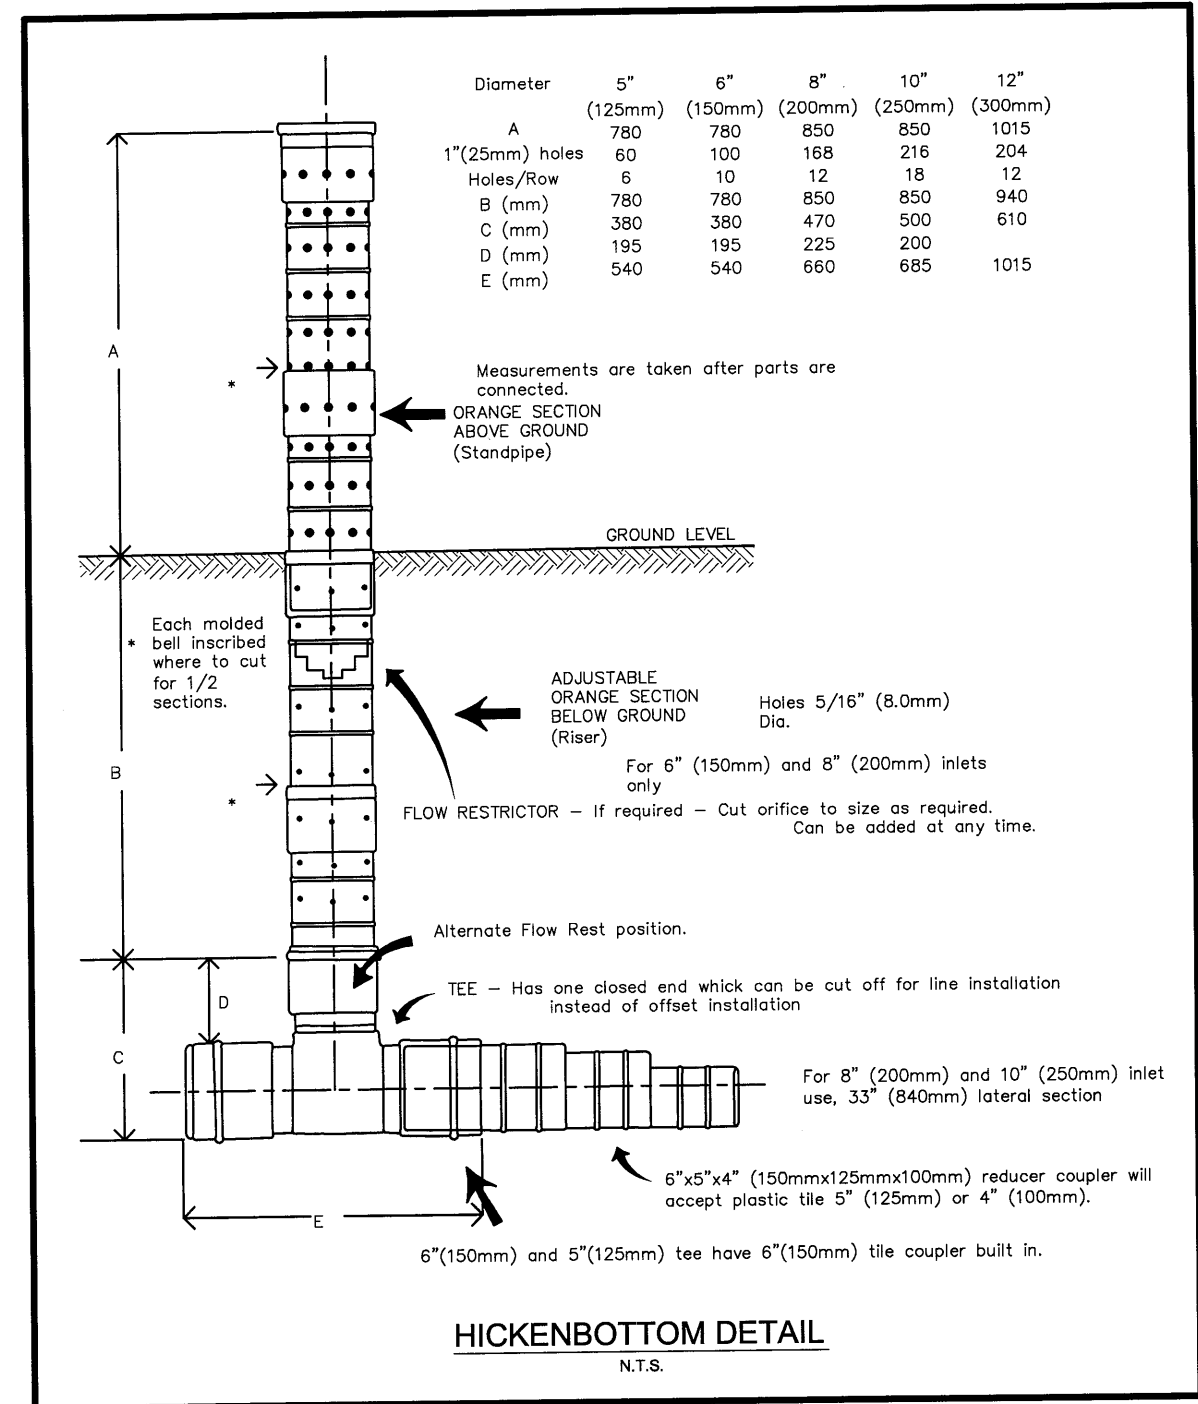 Diameter 5" 6" 8" 10" 12"
(125mm) (150mm) (200mm) (250mm) (300mm)
A 780 780 850 850 1015
1"(25mm) holes 60 100 168 216 204
Holes/Row 6 10 12 18 12
B (mm) 780 780 850 850 940
C (mm) 380 380 470 500 610
D (mm) 195 195 225 200
E (mm) 540 540 660 685 1015
A
*
Measurements are taken after parts are
connected.
ORANGE SECTION
ABOVE GROUND
(Standpipe)
GROUND LEVEL
Each molded
* bell inscribed
where to cut
for 1/2
sections.
ADJUSTABLE
ORANGE SECTION
BELOW GROUND
(Riser)
Holes 5/16" (8.0mm)
Dia.
B
*
For 6" (150mm) and 8" (200mm) inlets
only
FLOW RESTRICTOR – If required – Cut orifice to size as required.
Can be added at any time.
Alternate Flow Rest position.
D
TEE – Has one closed end whick can be cut off for line installation
instead of offset installation
C
For 8" (200mm) and 10" (250mm) inlet
use, 33" (840mm) lateral section
6"x5"x4" (150mmx125mmx100mm) reducer coupler will
accept plastic tile 5" (125mm) or 4" (100mm).
E
6"(150mm) and 5"(125mm) tee have 6"(150mm) tile coupler built in.
HICKENBOTTOM DETAIL
N.T.S.